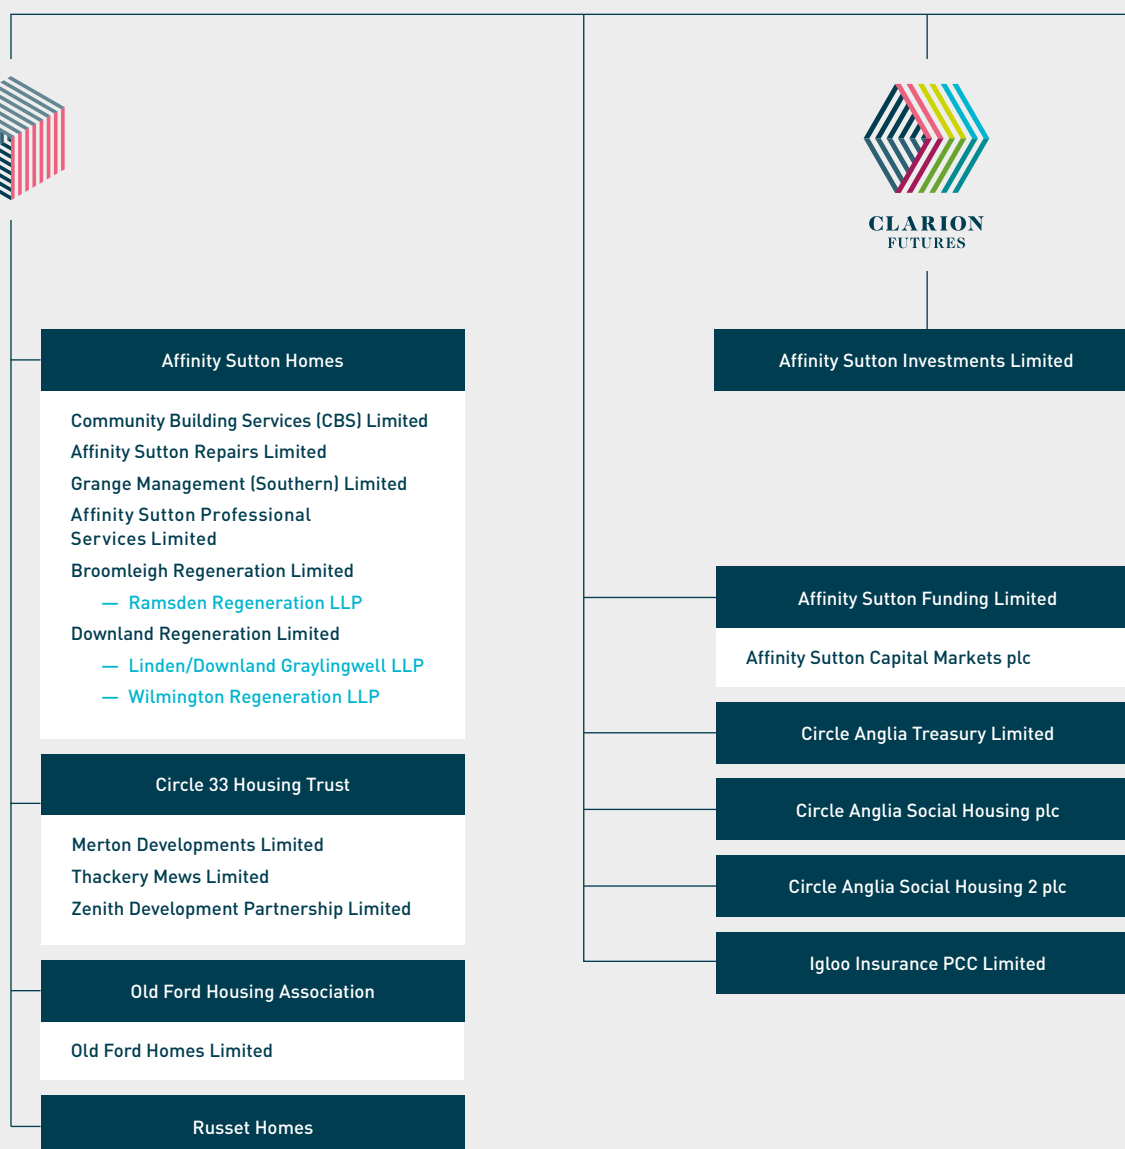 CLARION
FUTURES
Affinity Sutton Homes
Community Building Services (CBS) Limited
Affinity Sutton Repairs Limited
Grange Management (Southern) Limited
Affinity Sutton Professional
Services Limited
Broomleigh Regeneration Limited
— Ramsden Regeneration LLP
Downland Regeneration Limited
— Linden/Downland Graylingwell LLP
— Wilmington Regeneration LLP
Circle 33 Housing Trust
Merton Developments Limited
Thackery Mews Limited
Zenith Development Partnership Limited
Old Ford Housing Association
Old Ford Homes Limited
Russet Homes
Affinity Sutton Investments Limited
Affinity Sutton Funding Limited
Affinity Sutton Capital Markets plc
Circle Anglia Treasury Limited
Circle Anglia Social Housing plc
Circle Anglia Social Housing 2 plc
Igloo Insurance PCC Limited